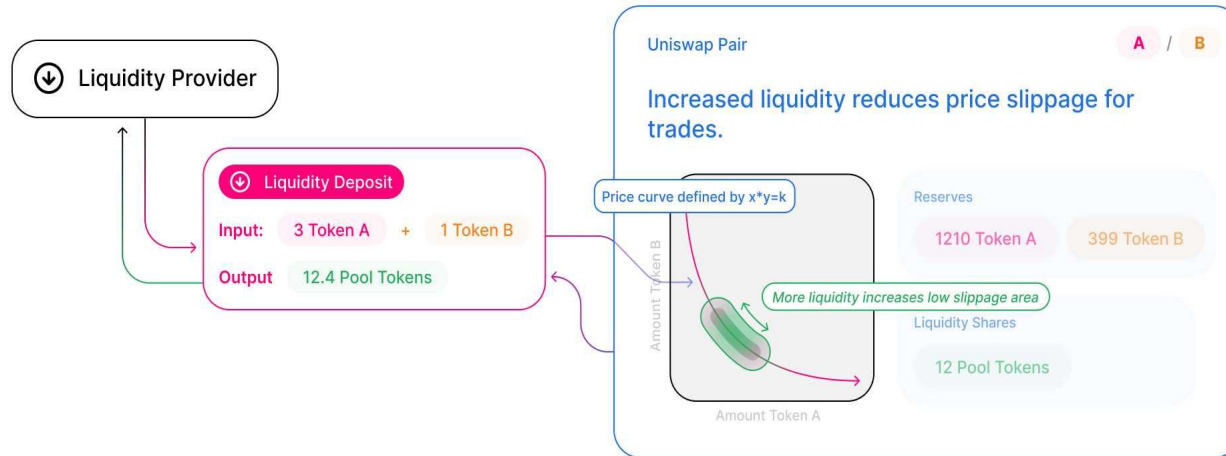 Liquidity Provider
Liquidity Deposit
Input: 3 Token A + 1 Token B
Output 12.4 Pool Tokens
Uniswap Pair
A / B
Increased liquidity reduces price slippage for
trades.
Price curve defined by x*y=k
Amount Token B
Amount Token A
More liquidity increases low slippage area
Reserves
1210 Token A 399 Token B
Liquidity Shares
12 Pool Tokens